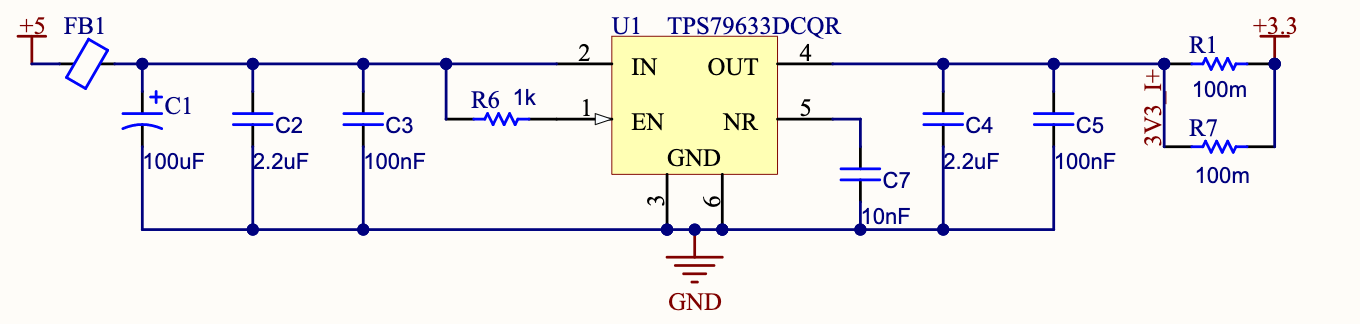 +5
FB1
U1 TPS79633DCQR
+3.3
2
IN
OUT
4
R1
100m
3V3_I+
+
C1
100uF
C2
2.2uF
C3
100nF
R6 1k
1
EN
NR
5
GND
3
6
C7
10nF
C4
2.2uF
C5
100nF
R7
100m
GND